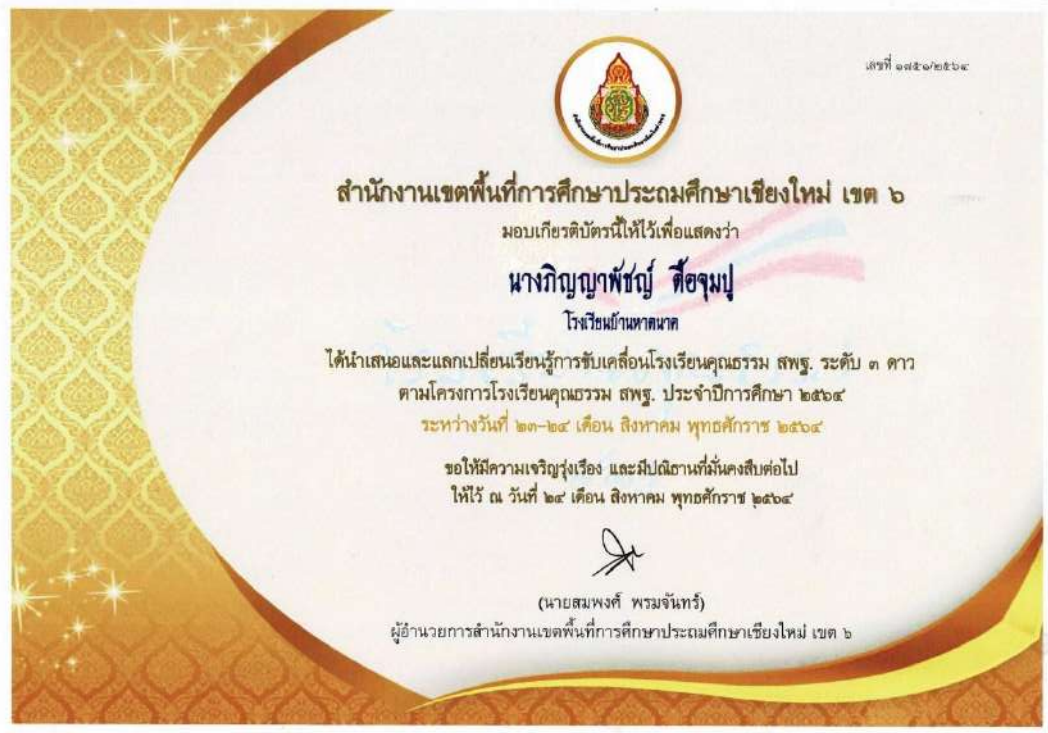 เลขที่ ๑๗๕๑/๒๕๖๔
สำนักงานเขตพื้นที่การศึกษาประถมศึกษาเชียงใหม่ เขต ๖
มอบเกียรติบัตรนี้ให้ไว้เพื่อแสดงว่า
นางภิญญาพัชญ์ ดื้อจุมปู
โรงเรียนบ้านหาดนาค
ได้นำเสนอและแลกเปลี่ยนเรียนรู้การขับเคลื่อนโรงเรียนคุณธรรม สพฐ. ระดับ ๓ ดาว
ตามโครงการโรงเรียนคุณธรรม สพฐ. ประจำปีการศึกษา ๒๕๖๔
ระหว่างวันที่ ๒๓-๒๔ เดือน สิงหาคม พุทธศักราช ๒๕๖๔
ขอให้มีความเจริญรุ่งเรือง และมีปณิธานที่มั่นคงสืบต่อไป
ให้ไว้ ณ วันที่ ๒๔ เดือน สิงหาคม พุทธศักราช ๒๕๖๔
(นายสมพงศ์ พรมจันทร์)
ผู้อำนวยการสำนักงานเขตพื้นที่การศึกษาประถมศึกษาเชียงใหม่ เขต ๖